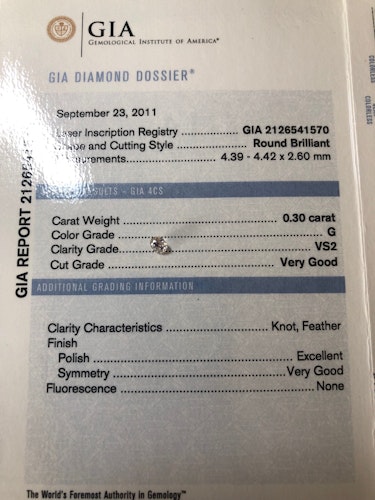 GIA
GEMOLOGICAL INSTITUTE OF AMERICA®
GIA DIAMOND DOSSIER®
September 23, 2011
Laser Inscription Registry GIA 2126541570
and Cutting Style Round Brilliant
4.39 - 4.42 x 2.60 mm
GIA REPORT
- GIA 4CS
Carat Weight 0.30 carat
Color Grade G
Clarity Grade VS2
Cut Grade Very Good
ADDITIONAL GRADING INFORMATION
Clarity Characteristics Knot, Feather
Finish
Polish Excellent
Symmetry Very Good
Fluorescence None
The World's Foremost Authority in Gemology™
COLORLESS
COLORLESS